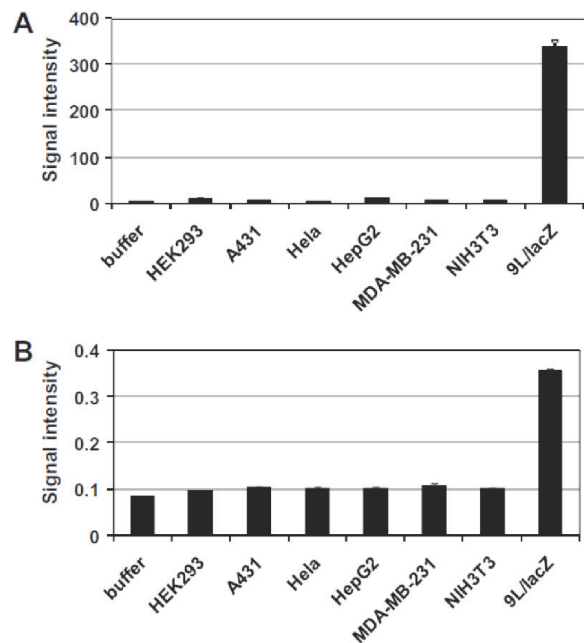 A
Signal intensity
400
300
200
100
0
buffer
HEK293
A431
Hela
HepG2
MDA-MB-231
NIH3T3
9L/lacZ
B
Signal intensity
0.4
0.3
0.2
0.1
0
buffer
HEK293
A431
Hela
HepG2
MDA-MB-231
NIH3T3
9L/lacZ